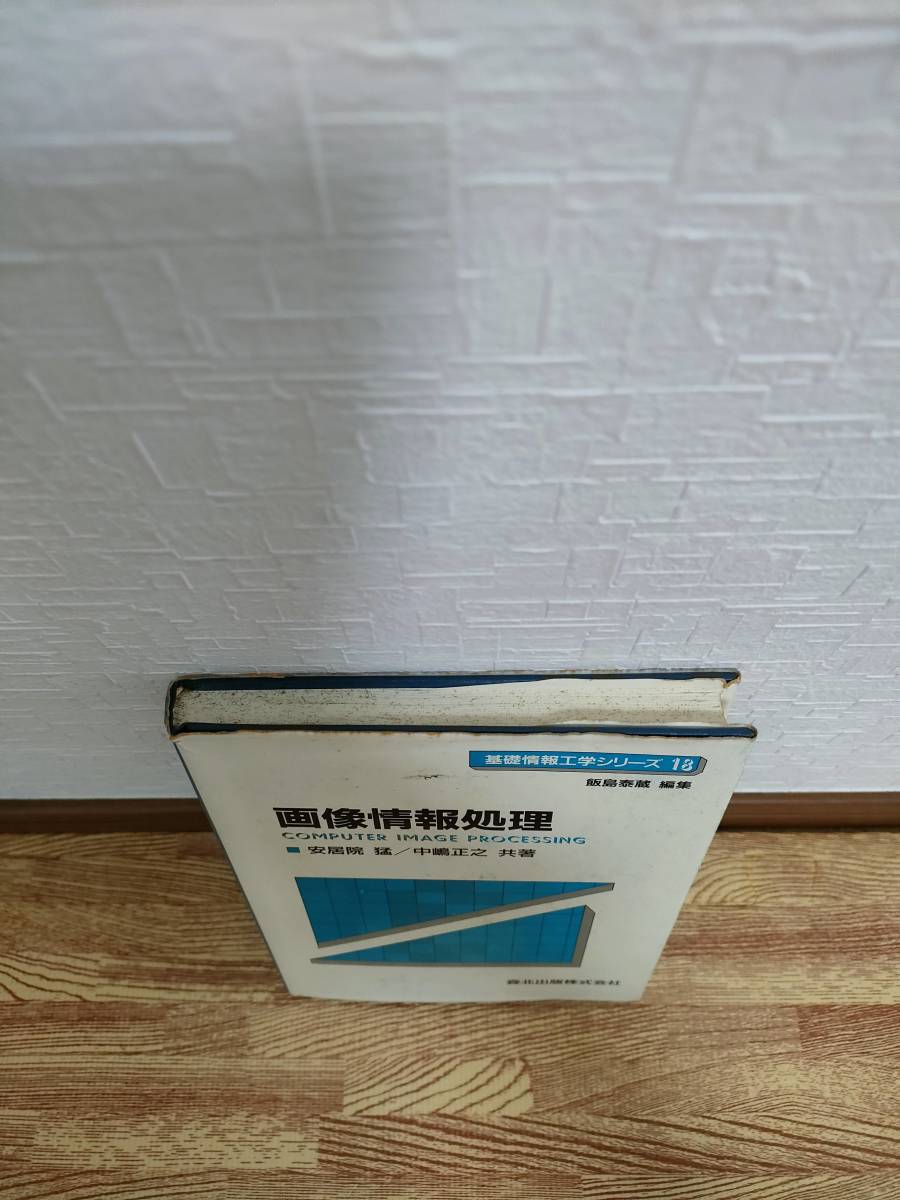 基礎情報工学シリーズ 18
飯島泰蔵 編集
画像情報処理
COMPUTER IMAGE PROCESSING
■ 安居院 猛/中嶋正之 共著
森北出版株式会社